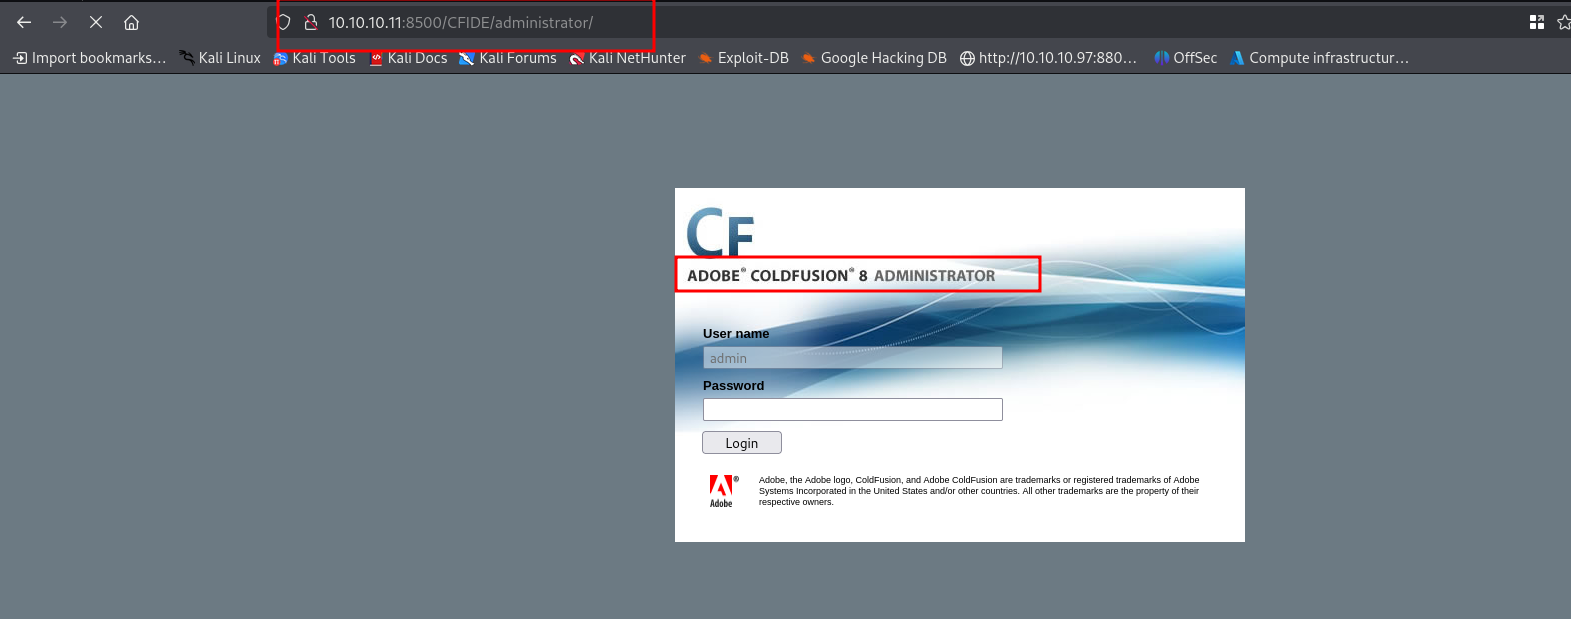 10.10.10.11:8500/CFIDE/administrator/
Import bookmarks... Kali Linux Kali Tools Kali Docs Kali Forums Kali NetHunter Exploit-DB Google Hacking DB http://10.10.10.97:880... OffSec Compute infrastructur...
CF
ADOBE® COLDFUSION® 8 ADMINISTRATOR
User name
admin
Password
Login
Adobe
®
Adobe, the Adobe logo, ColdFusion, and Adobe ColdFusion are trademarks or registered trademarks of Adobe
Systems Incorporated in the United States and/or other countries. All other trademarks are the property of their
respective owners.